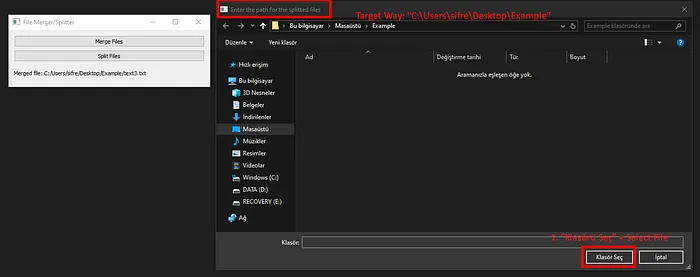 File Merger/Splitter
Merge Files
Split Files
Merged file: C:/Users/sifre/Desktop/Example/text3.txt
Enter the path for the splitted files
Target Way: "C:\Users\sifre\Desktop\Example"
Bu bilgisayar > Masaüstü > Example
Example klasöründe ara
Düzenle
Yeni klasör
Ad
Değiştirme tarihi
Tür
Boyut
Aramanızla eşleşen öğe yok.
Hızlı erişim
Bu bilgisayar
3D Nesneler
Belgeler
İndirilenler
Masaüstü
Müzikler
Resimler
Videolar
Windows (C:)
DATA (D:)
RECOVERY (E:)
Ağ
1. "Klasörü Seç" - Select File
Klasör:
Klasör Seç
İptal